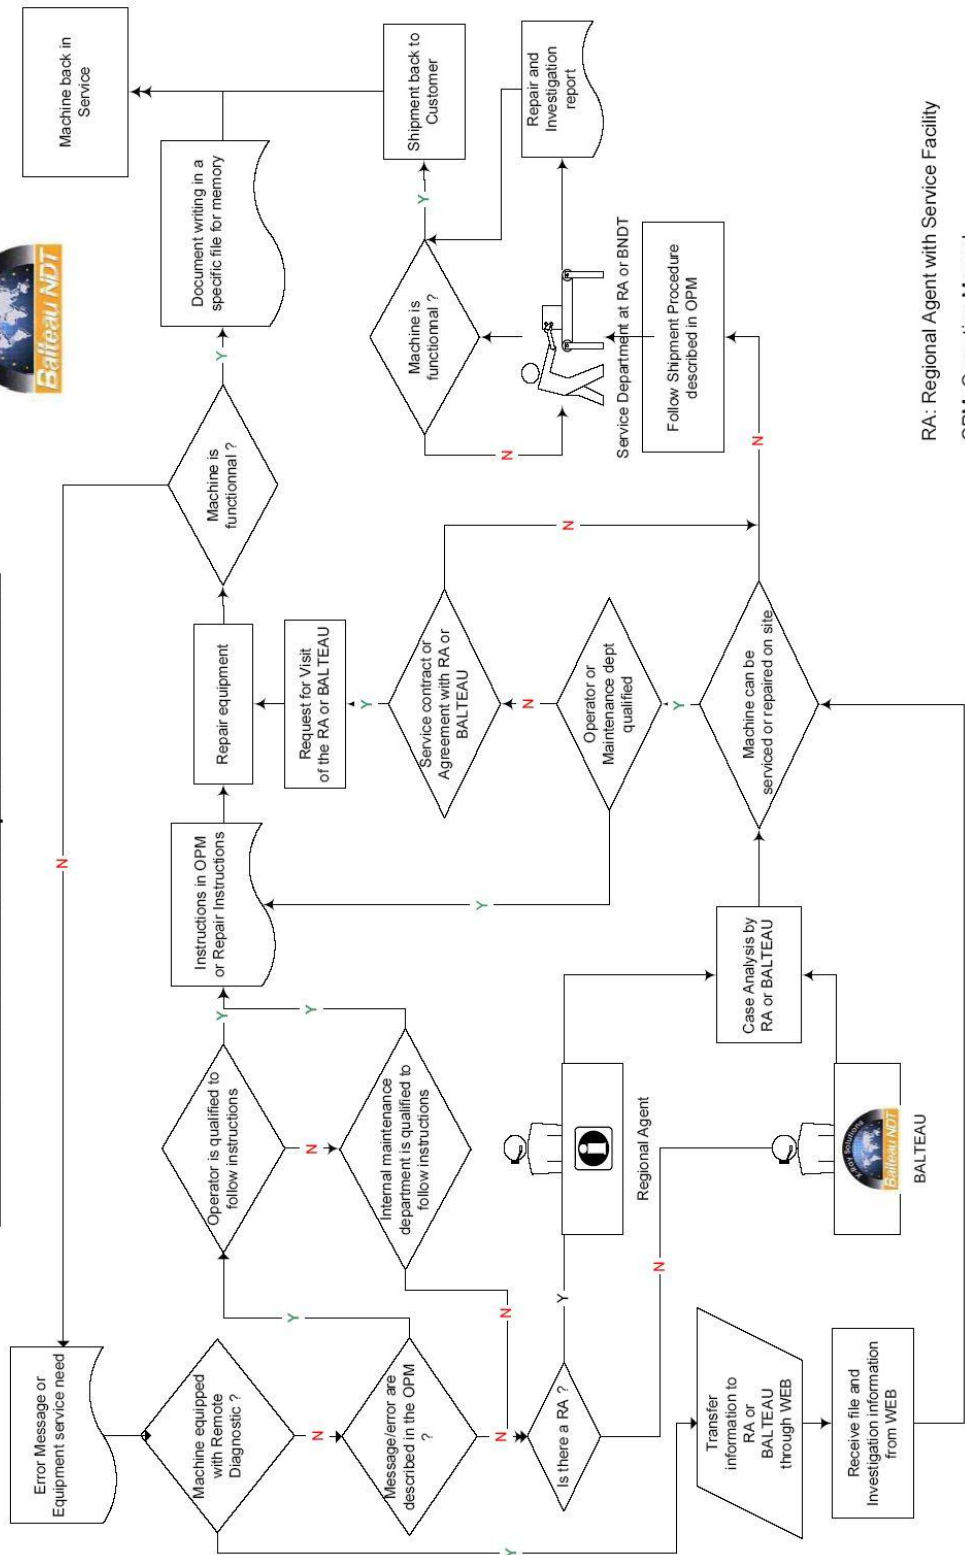 Error Message or
Equipment service need
Machine equipped
with Remote
Diagnostic ?
N
Y
Message/error are
described in the OPM
?
Y
N
Operator is qualified to
follow instructions
Y
N
Internal maintenance
department is qualified to
follow instructions
Y
N
Is there a RA ?
Y
N
Regional Agent
X-Ray Solutions
Balteau NDT
BALTEAU
Transfer
information to
RA or
BALTEAU
through WEB
Receive file and
Investigation information
from WEB
Case Analysis by
RA or BALTEAU
Machine can be
serviced or repaired on site
Y
N
Operator or
Maintenance dept
qualified
Y
N
Service contract or
Agreement with RA or
BALTEAU
Y
N
Request for Visit
of the RA or BALTEAU
Instructions in OPM
or Repair Instructions
Repair equipment
Machine is
functionnal ?
N
Y
Document writing in a
specific file for memory
Machine back in
Service
Follow Shipment Procedure
described in OPM
Service Department at RA or BNDT
Machine is
functionnal ?
N
Y
Shipment back to
Customer
Repair and
Investigation
report
Balteau NDT
RA: Regional Agent with Service Facility